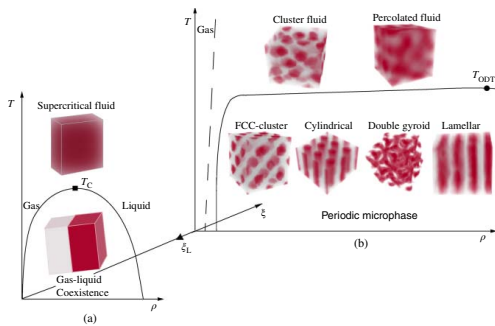 T
Supercritical fluid
T_C
Gas
Liquid
Gas-liquid
Coexistence
ρ
(a)
T
Gas
Cluster fluid
Percolated fluid
T_ODT
FCC-cluster
Cylindrical
Double gyroid
Lamellar
ξ
ξ_L
Periodic microphase
ρ
(b)